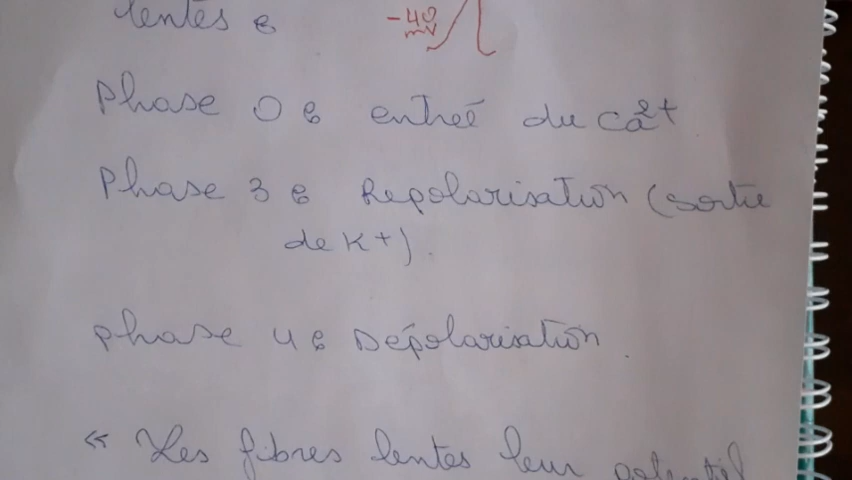 lentes :
-40
mV
Phase 0 : entrée du Ca2+
Phase 3 : Repolarisation (sortie
de K+).
phase 4 : Dépolarisation.
« Les fibres lentes leur potentiel